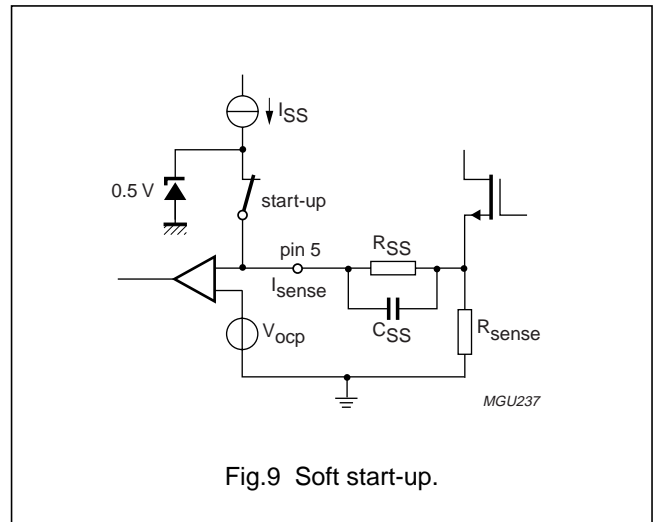 ISS
0.5 V
start-up
pin 5
RSS
Isense
CSS
Vocp
Rsense
MGU237
Fig.9 Soft start-up.